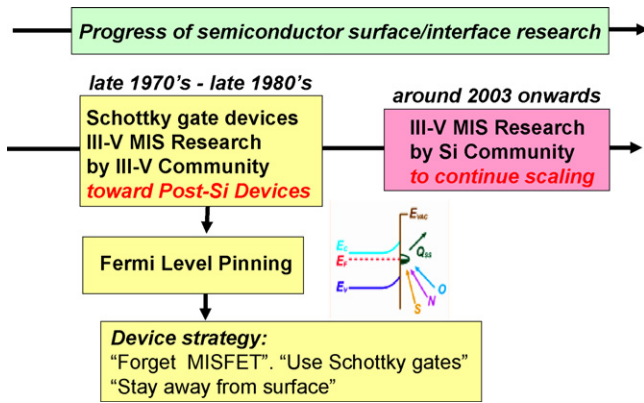 Progress of semiconductor surface/interface research
late 1970's - late 1980's
Schottky gate devices
III-V MIS Research
by III-V Community
toward Post-Si Devices
around 2003 onwards
III-V MIS Research
by Si Community
to continue scaling
Fermi Level Pinning
EVAC
EC
EF
EV
QSS
O
N
S
Device strategy:
“Forget MISFET”. “Use Schottky gates”
“Stay away from surface”